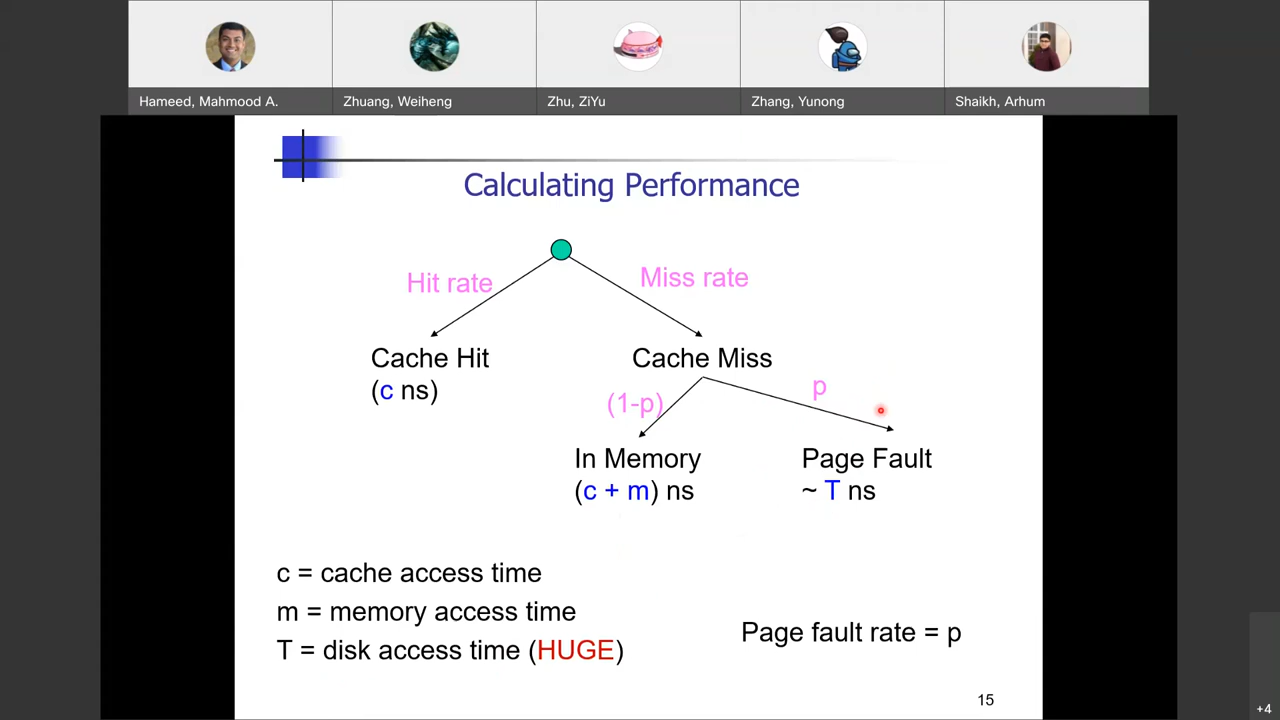 Hameed, Mahmood A.
Zhuang, Weiheng
Zhu, ZiYu
Zhang, Yunong
Shaikh, Arhum
Calculating Performance
Hit rate
Miss rate
Cache Hit
(c ns)
Cache Miss
(1-p)
p
In Memory
(c + m) ns
Page Fault
~ T ns
c = cache access time
m = memory access time
T = disk access time (HUGE)
Page fault rate = p
15
+4